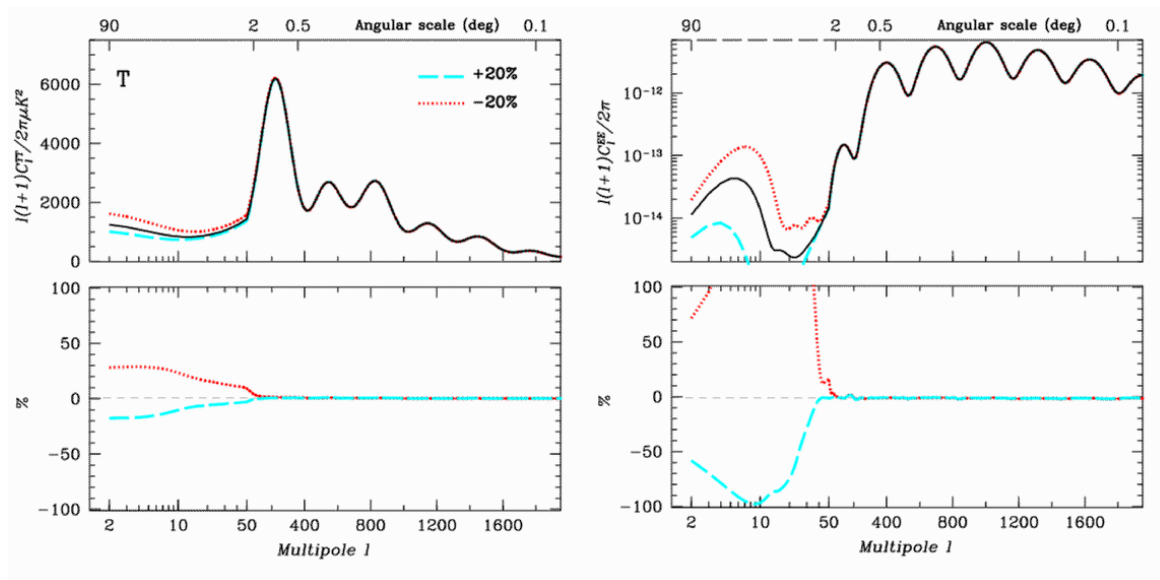 90 2 0.5 Angular scale (deg) 0.1
T
+20%
-20%
6000
4000
2000
0
l(l+1)C_l^{TT}/2πμK²
100
50
0
-50
-100
%
2 10 50 400 800 1200 1600
Multipole l
90 2 0.5 Angular scale (deg) 0.1
10⁻¹²
10⁻¹³
10⁻¹⁴
l(l+1)C_l^{EE}/2π
100
50
0
-50
-100
%
2 10 50 400 800 1200 1600
Multipole l